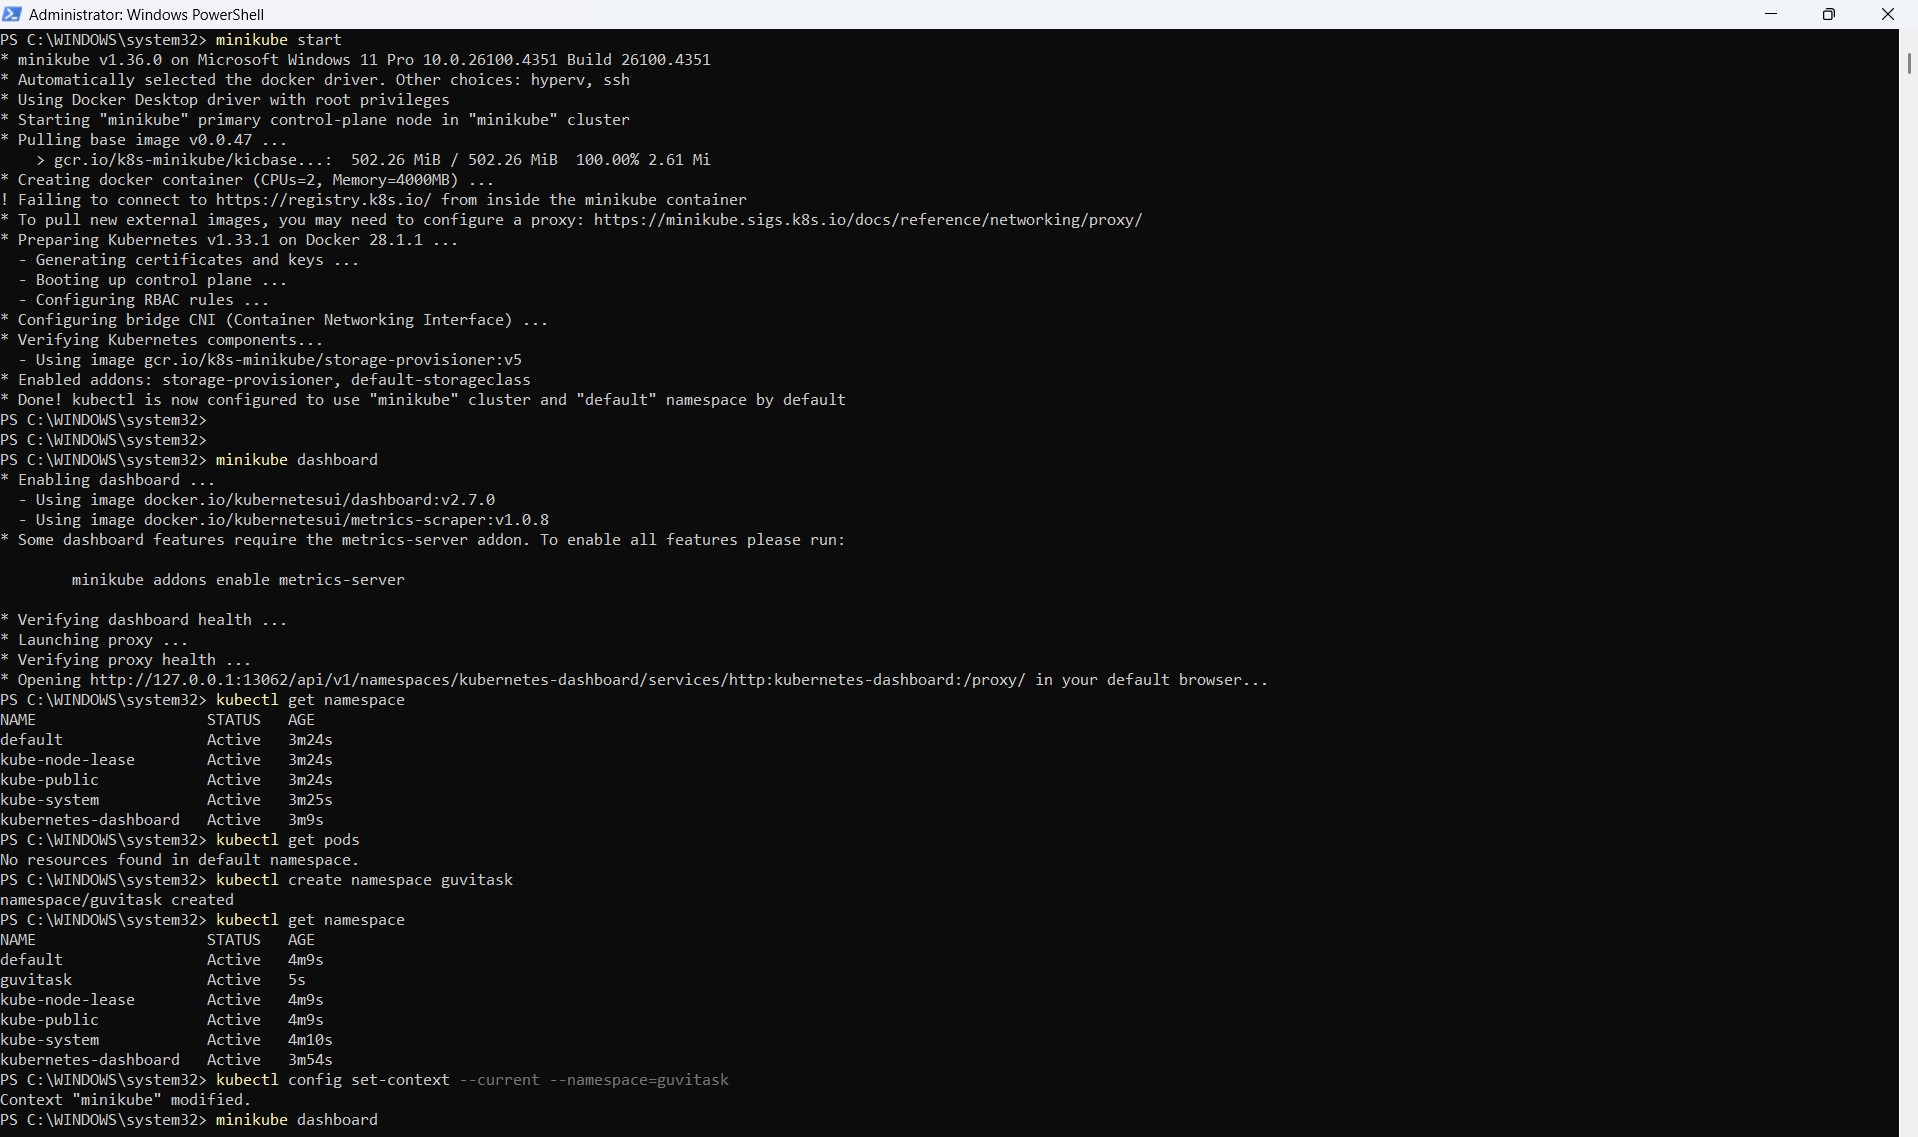 Administrator: Windows PowerShell
PS C:\WINDOWS\system32> minikube start
* minikube v1.36.0 on Microsoft Windows 11 Pro 10.0.26100.4351 Build 26100.4351
* Automatically selected the docker driver. Other choices: hyperv, ssh
* Using Docker Desktop driver with root privileges
* Starting "minikube" primary control-plane node in "minikube" cluster
* Pulling base image v0.0.47 ...
    > gcr.io/k8s-minikube/kicbase...:  502.26 MiB / 502.26 MiB  100.00% 2.61 Mi
* Creating docker container (CPUs=2, Memory=4000MB) ...
! Failing to connect to https://registry.k8s.io/ from inside the minikube container
* To pull new external images, you may need to configure a proxy: https://minikube.sigs.k8s.io/docs/reference/networking/proxy/
* Preparing Kubernetes v1.33.1 on Docker 28.1.1 ...
  - Generating certificates and keys ...
  - Booting up control plane ...
  - Configuring RBAC rules ...
* Configuring bridge CNI (Container Networking Interface) ...
* Verifying Kubernetes components...
  - Using image gcr.io/k8s-minikube/storage-provisioner:v5
* Enabled addons: storage-provisioner, default-storageclass
* Done! kubectl is now configured to use "minikube" cluster and "default" namespace by default
PS C:\WINDOWS\system32>
PS C:\WINDOWS\system32>
PS C:\WINDOWS\system32> minikube dashboard
* Enabling dashboard ...
  - Using image docker.io/kubernetesui/dashboard:v2.7.0
  - Using image docker.io/kubernetesui/metrics-scraper:v1.0.8
* Some dashboard features require the metrics-server addon. To enable all features please run:
        minikube addons enable metrics-server
* Verifying dashboard health ...
* Launching proxy ...
* Verifying proxy health ...
* Opening http://127.0.0.1:13062/api/v1/namespaces/kubernetes-dashboard/services/http:kubernetes-dashboard:/proxy/ in your default browser...
PS C:\WINDOWS\system32> kubectl get namespace
NAME                   STATUS   AGE
default                Active   3m24s
kube-node-lease        Active   3m24s
kube-public            Active   3m24s
kube-system            Active   3m25s
kubernetes-dashboard   Active   3m9s
PS C:\WINDOWS\system32> kubectl get pods
No resources found in default namespace.
PS C:\WINDOWS\system32> kubectl create namespace guvitask
namespace/guvitask created
PS C:\WINDOWS\system32> kubectl get namespace
NAME                   STATUS   AGE
default                Active   4m9s
guvitask               Active   5s
kube-node-lease        Active   4m9s
kube-public            Active   4m9s
kube-system            Active   4m10s
kubernetes-dashboard   Active   3m54s
PS C:\WINDOWS\system32> kubectl config set-context --current --namespace=guvitask
Context "minikube" modified.
PS C:\WINDOWS\system32> minikube dashboard